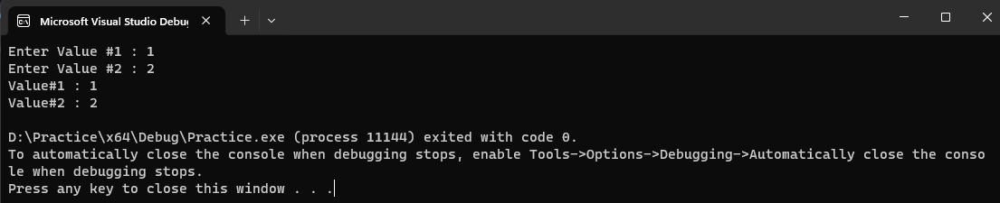 Microsoft Visual Studio Debu
Enter Value #1 : 1
Enter Value #2 : 2
Value#1 : 1
Value#2 : 2
D:\Practice\x64\Debug\Practice.exe (process 11144) exited with code 0.
To automatically close the console when debugging stops, enable Tools->Options->Debugging->Automatically close the conso
le when debugging stops.
Press any key to close this window . . .